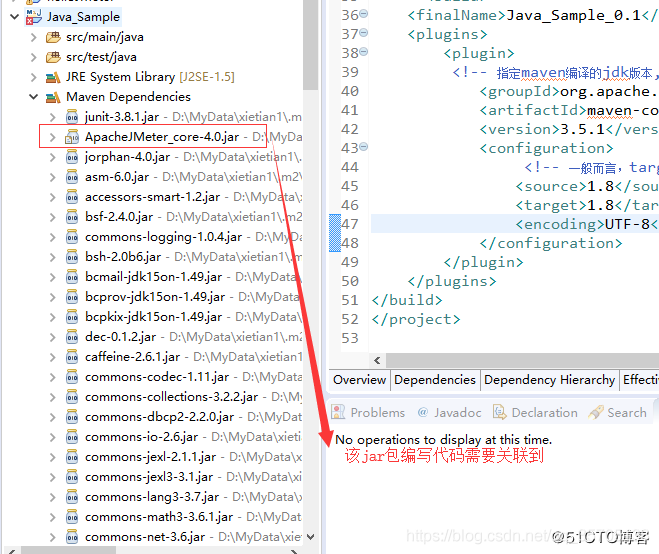 Java_Sample
src/main/java
src/test/java
JRE System Library [J2SE-1.5]
Maven Dependencies
junit-3.8.1.jar - D:\MyData\xietian1\.m2\
ApacheJMeter_core-4.0.jar - D:\
jorphan-4.0.jar - D:\MyData\xietian1\.m
asm-6.0.jar - D:\MyData\xietian1\.m2\r
accessors-smart-1.2.jar - D:\MyData\xi
bsf-2.4.0.jar - D:\MyData\xietian1\.m2\
commons-logging-1.0.4.jar - D:\MyDa
bsh-2.0b6.jar - D:\MyData\xietian1\.m2
bcmail-jdk15on-1.49.jar - D:\MyData\x
bcprov-jdk15on-1.49.jar - D:\MyData\x
bcpkix-jdk15on-1.49.jar - D:\MyData\x
dec-0.1.2.jar - D:\MyData\xietian1\.m2
caffeine-2.6.1.jar - D:\MyData\xietian1
commons-codec-1.11.jar - D:\MyData\
commons-collections-3.2.2.jar - D:\My
commons-dbcp2-2.2.0.jar - D:\MyData
commons-io-2.6.jar - D:\MyData\xietia
commons-jexl-2.1.1.jar - D:\MyData\xi
commons-jexl3-3.1.jar - D:\MyData\xie
commons-lang3-3.7.jar - D:\MyData\xi
commons-math3-3.6.1.jar - D:\MyData
commons-net-3.6.jar - D:\MyData\xieti
36 <finalName>Java_Sample_0.1</finalName>
37 <plugins>
38 <plugin>
39 <!-- 指定maven编译的jdk版本,
40 <groupId>org.apache.
41 <artifactId>maven-co
42 <version>3.5.1</vers
43 <configuration>
44 <!-- 一般而言，targ
45 <source>1.8</sou
46 <target>1.8</tar
47 <encoding>UTF-8<
48 </configuration>
49 </plugin>
50 </plugins>
51 </build>
52 </project>
53
Overview Dependencies Dependency Hierarchy Effecti
Problems @ Javadoc Declaration Search
No operations to display at this time.
该jar包编写代码需要关联到
@51CTO博客